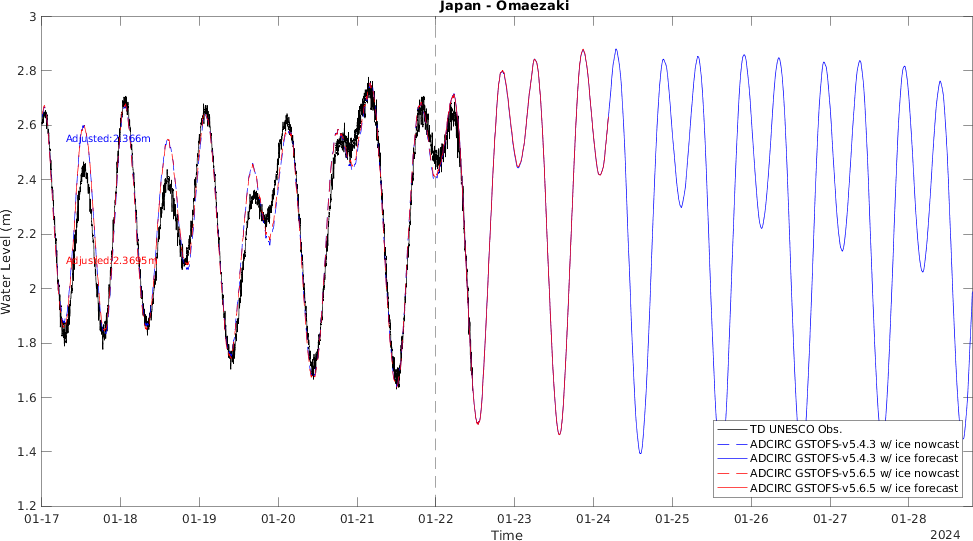 Japan - Omaezaki
Water Level (m)
3
2.8
2.6
2.4
2.2
2
1.8
1.6
1.4
1.2
Adjusted:2.366m
Adjusted:2.3695m
TD UNESCO Obs.
ADCIRC GSTOFS-v5.4.3 w/ ice nowcast
ADCIRC GSTOFS-v5.4.3 w/ ice forecast
ADCIRC GSTOFS-v5.6.5 w/ ice nowcast
ADCIRC GSTOFS-v5.6.5 w/ ice forecast
01-17 01-18 01-19 01-20 01-21 01-22 01-23 01-24 01-25 01-26 01-27 01-28
Time
2024